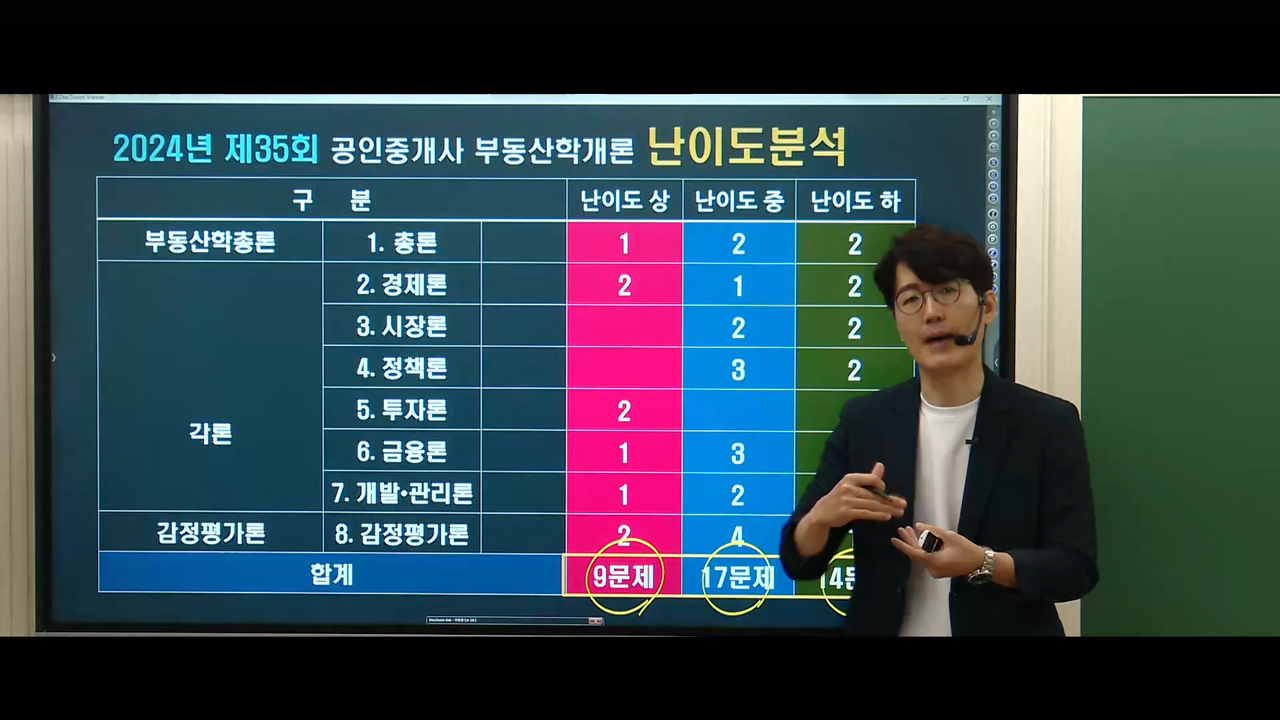 DocZoom Viewer
2024년 제35회 공인중개사 부동산학개론 난이도분석
구 분 난이도 상 난이도 중 난이도 하
부동산학총론 1. 총론 1 2 2
2. 경제론 2 1 2
3. 시장론 2 2
4. 정책론 3 2
각론
5. 투자론 2
6. 금융론 1 3
7. 개발•관리론 1 2
감정평가론 8. 감정평가론 2 4
합계 9문제 17문제 14문